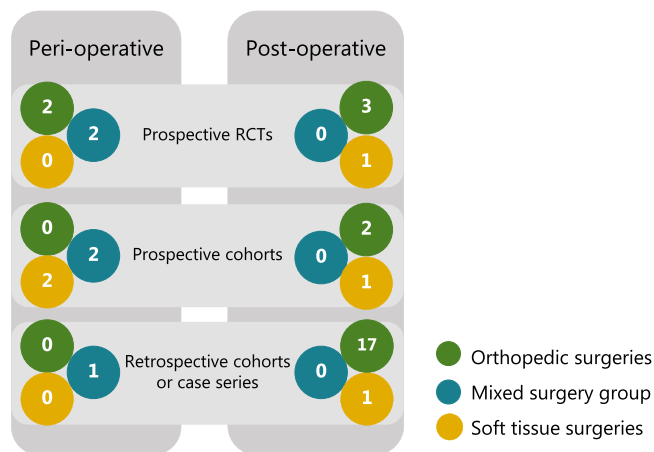 Peri-operative
Post-operative
2
2
0
Prospective RCTs
3
0
1
0
2
2
Prospective cohorts
2
0
1
0
1
0
Retrospective cohorts
or case series
17
0
1
Orthopedic surgeries
Mixed surgery group
Soft tissue surgeries